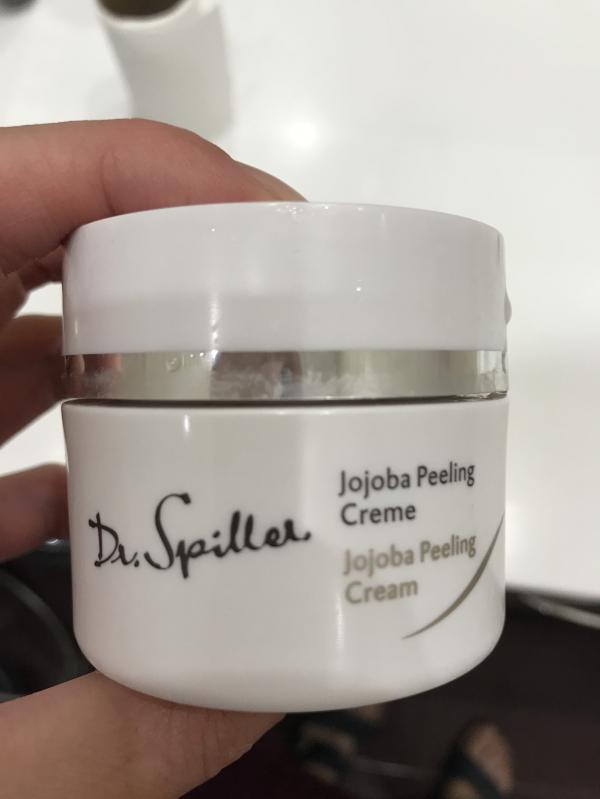 Dr. Spiller.
Jojoba Peeling
Creme
Jojoba Peeling
Cream